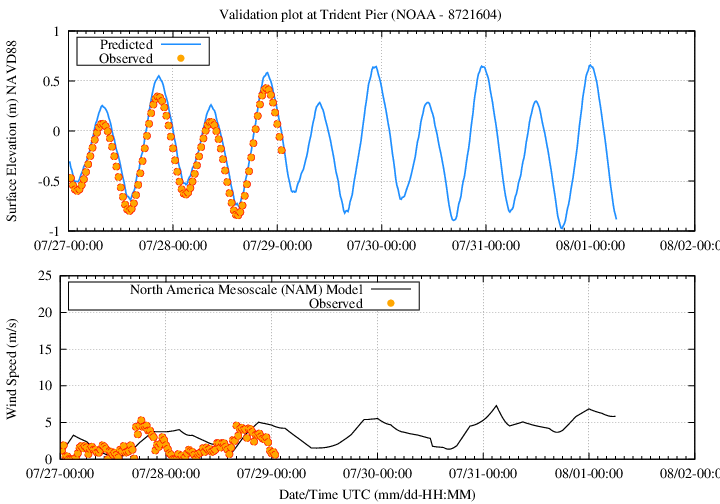 Validation plot at Trident Pier (NOAA - 8721604)
Surface Elevation (m) NAVD88
Predicted
Observed
1
0.5
0
-0.5
-1
07/27-00:00 07/28-00:00 07/29-00:00 07/30-00:00 07/31-00:00 08/01-00:00 08/02-00:00
Wind Speed (m/s)
North America Mesoscale (NAM) Model
Observed
25
20
15
10
5
0
07/27-00:00 07/28-00:00 07/29-00:00 07/30-00:00 07/31-00:00 08/01-00:00 08/02-00:00
Date/Time UTC (mm/dd-HH:MM)